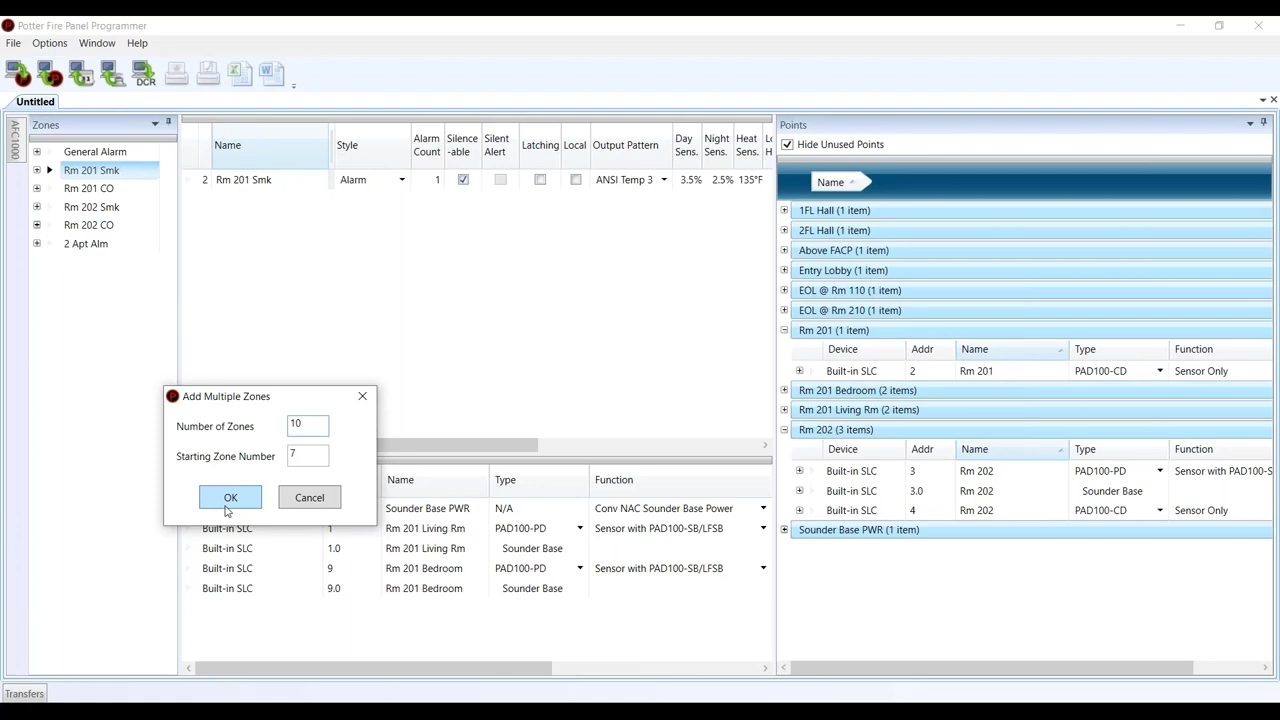 Potter Fire Panel Programmer
File Options Window Help
DCR
Untitled
AFC1000
Zones
General Alarm
Rm 201 Smk
Rm 201 CO
Rm 202 Smk
Rm 202 CO
2 Apt Alm
Name Style Alarm Count Silence-able Silent Alert Latching Local Output Pattern Day Sens. Night Sens. Heat Sens.
2 Rm 201 Smk Alarm 1 ANSI Temp 3 3.5% 2.5% 135°F
Add Multiple Zones
Number of Zones 10
Starting Zone Number 7
OK Cancel
Name Type Function
Sounder Base PWR N/A Conv NAC Sounder Base Power
Built-in SLC 1 Rm 201 Living Rm PAD100-PD Sensor with PAD100-SB/LFSB
Built-in SLC 1.0 Rm 201 Living Rm Sounder Base
Built-in SLC 9 Rm 201 Bedroom PAD100-PD Sensor with PAD100-SB/LFSB
Built-in SLC 9.0 Rm 201 Bedroom Sounder Base
Points
Hide Unused Points
Name
1FL Hall (1 item)
2FL Hall (1 item)
Above FACP (1 item)
Entry Lobby (1 item)
EOL @ Rm 110 (1 item)
EOL @ Rm 210 (1 item)
Rm 201 (1 item)
Device Addr Name Type Function
Built-in SLC 2 Rm 201 PAD100-CD Sensor Only
Rm 201 Bedroom (2 items)
Rm 201 Living Rm (2 items)
Rm 202 (3 items)
Device Addr Name Type Function
Built-in SLC 3 Rm 202 PAD100-PD Sensor with PAD100-S
Built-in SLC 3.0 Rm 202 Sounder Base
Built-in SLC 4 Rm 202 PAD100-CD Sensor Only
Sounder Base PWR (1 item)
Transfers